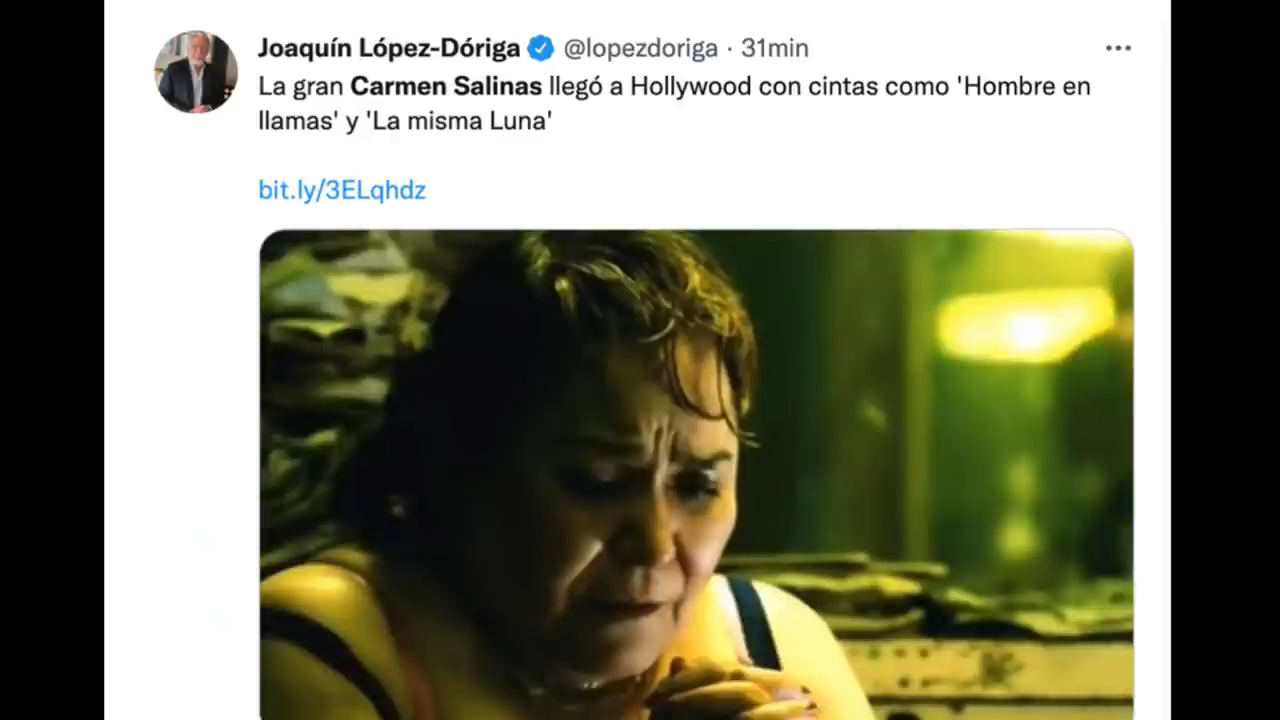 Joaquín López-Dóriga @lopezdoriga · 31min
La gran Carmen Salinas llegó a Hollywood con cintas como 'Hombre en
llamas' y 'La misma Luna'
bit.ly/3ELqhdz